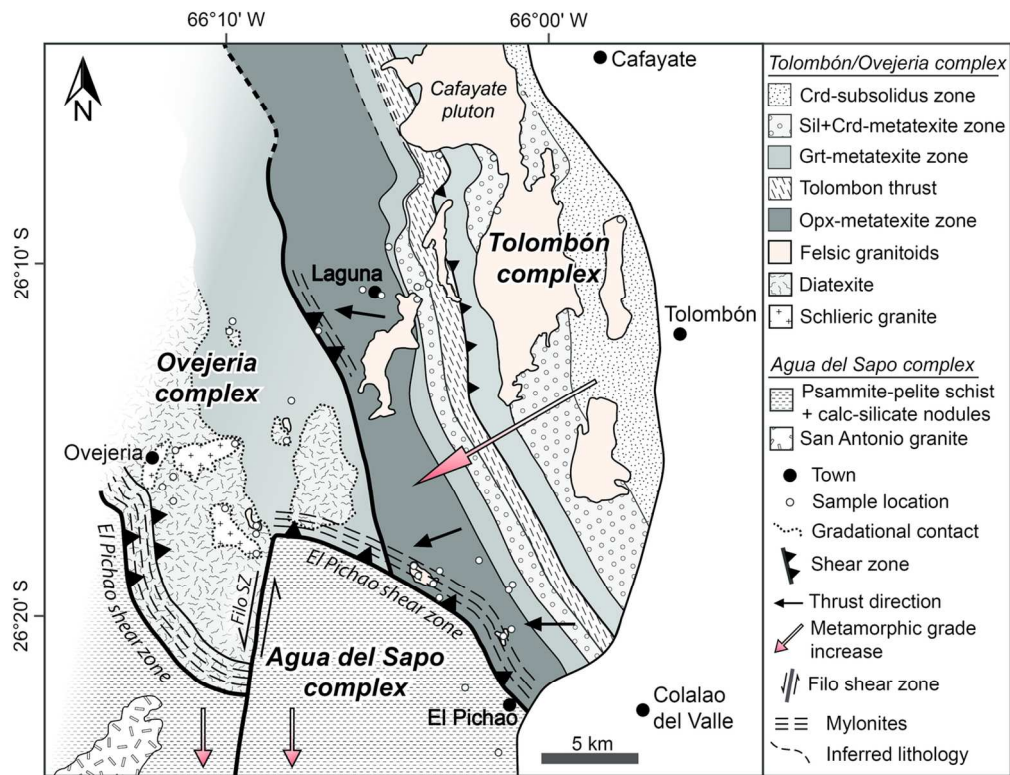 66°10' W
66°00' W
26°10' S
26°20' S
N
Cafayate
Cafayate
pluton
Tolombón
complex
Laguna
Tolombón
Ovejeria
complex
Ovejeria
El Pichao shear zone
Filo SZ
El Pichao shear zone
Agua del Sapo
complex
El Pichao
Colalao
del Valle
5 km
Tolombón/Ovejeria complex
Crd-subsolidus zone
Sil+Crd-metatexite zone
Grt-metatexite zone
Tolombon thrust
Opx-metatexite zone
Felsic granitoids
Diatexite
Schlieric granite
Agua del Sapo complex
Psammite-pelite schist
+ calc-silicate nodules
San Antonio granite
Town
Sample location
Gradational contact
Shear zone
Thrust direction
Metamorphic grade
increase
Filo shear zone
Mylonites
Inferred lithology